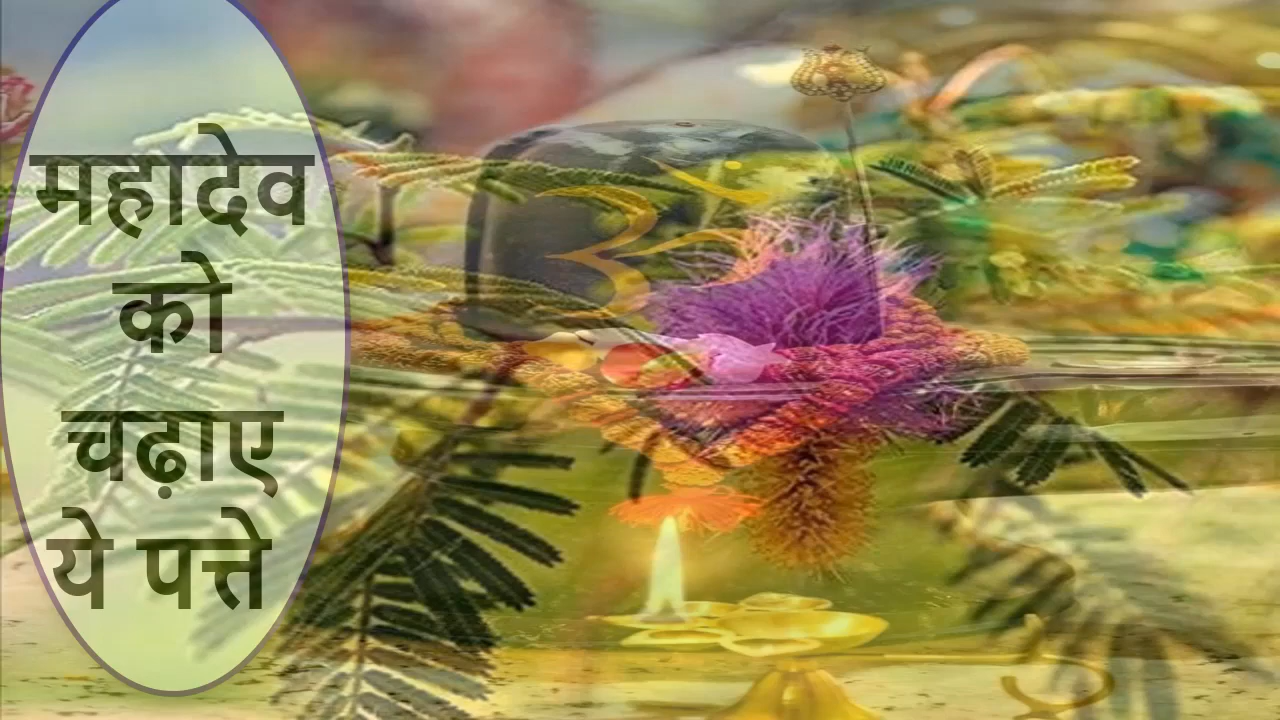 महादेव
को
चढ़ाए
ये पत्ते
ॐ